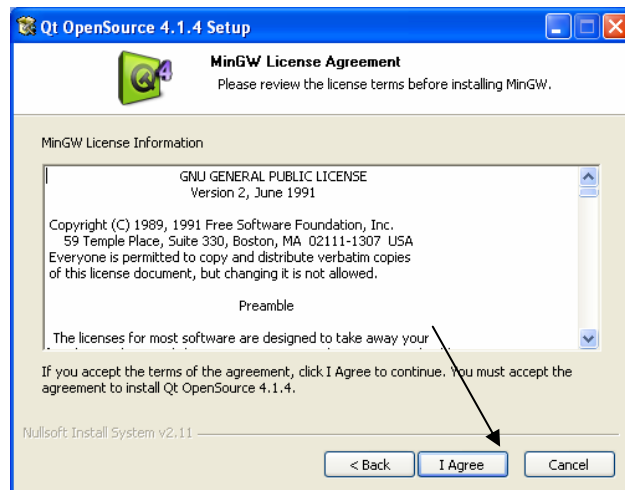 Qt OpenSource 4.1.4 Setup
4
MinGW License Agreement
Please review the license terms before installing MinGW.
MinGW License Information
GNU GENERAL PUBLIC LICENSE
Version 2, June 1991
Copyright (C) 1989, 1991 Free Software Foundation, Inc.
59 Temple Place, Suite 330, Boston, MA  02111-1307  USA
Everyone is permitted to copy and distribute verbatim copies
of this license document, but changing it is not allowed.
Preamble
The licenses for most software are designed to take away your
If you accept the terms of the agreement, click I Agree to continue. You must accept the
agreement to install Qt OpenSource 4.1.4.
Nullsoft Install System v2.11
< Back I Agree Cancel